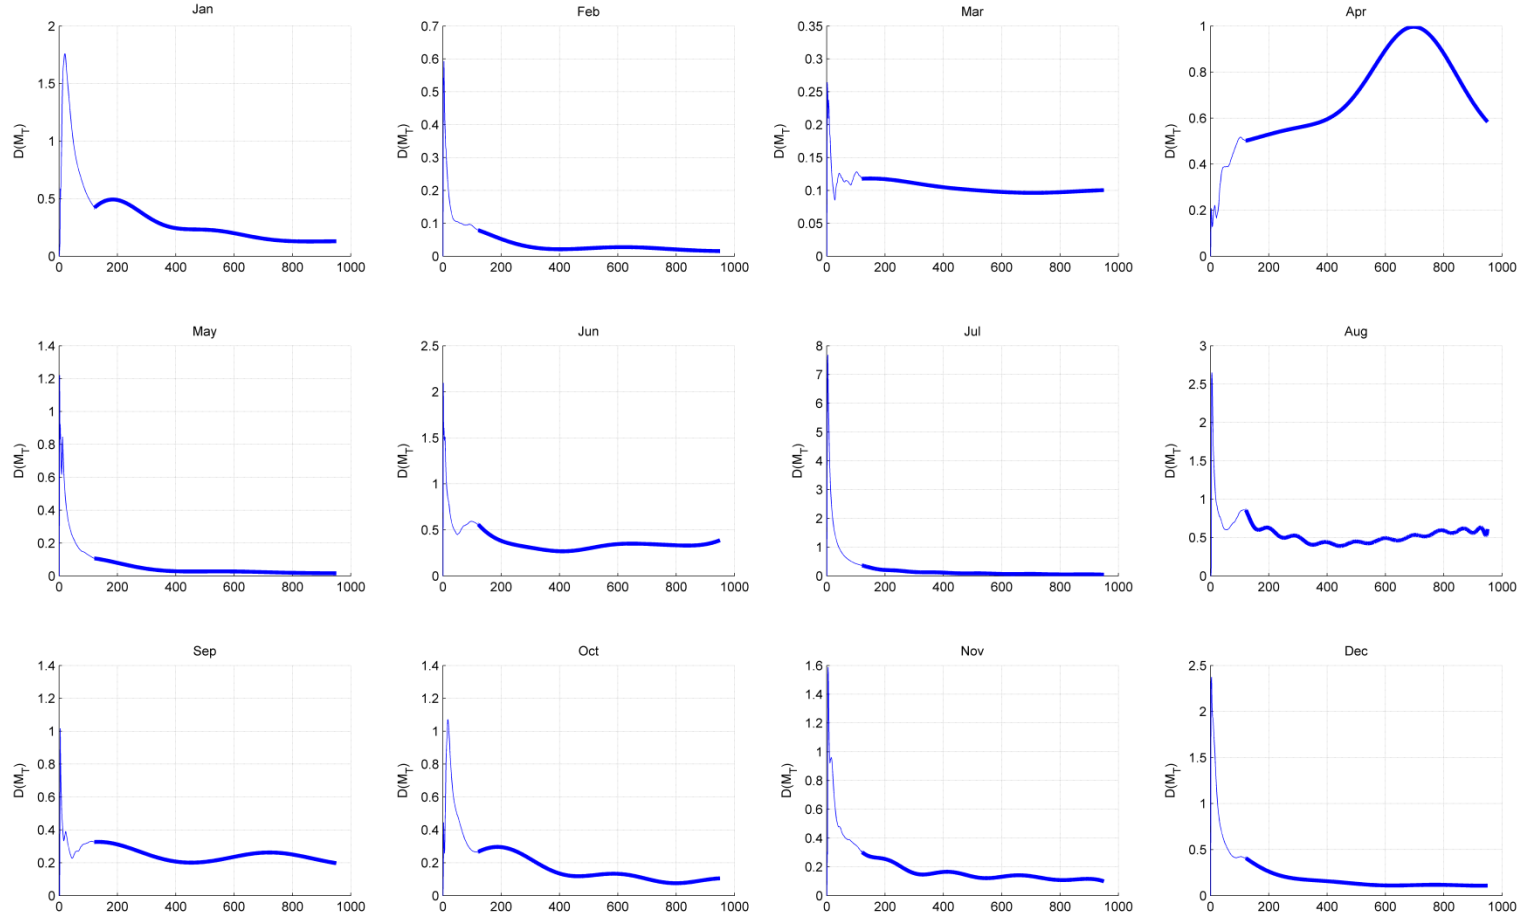 Jan
Feb
Mar
Apr
2
1.5
1
0.5
0
D(M_T)
0 200 400 600 800 1000
0.7
0.6
0.5
0.4
0.3
0.2
0.1
0
D(M_T)
0 200 400 600 800 1000
0.35
0.3
0.25
0.2
0.15
0.1
0.05
0
D(M_T)
0 200 400 600 800 1000
1
0.8
0.6
0.4
0.2
0
D(M_T)
0 200 400 600 800 1000
May
Jun
Jul
Aug
1.4
1.2
1
0.8
0.6
0.4
0.2
0
D(M_T)
0 200 400 600 800 1000
2.5
2
1.5
1
0.5
0
D(M_T)
0 200 400 600 800 1000
8
7
6
5
4
3
2
1
0
D(M_T)
0 200 400 600 800 1000
3
2.5
2
1.5
1
0.5
0
D(M_T)
0 200 400 600 800 1000
Sep
Oct
Nov
Dec
1.4
1.2
1
0.8
0.6
0.4
0.2
0
D(M_T)
0 200 400 600 800 1000
1.4
1.2
1
0.8
0.6
0.4
0.2
0
D(M_T)
0 200 400 600 800 1000
1.6
1.4
1.2
1
0.8
0.6
0.4
0.2
0
D(M_T)
0 200 400 600 800 1000
2.5
2
1.5
1
0.5
0
D(M_T)
0 200 400 600 800 1000